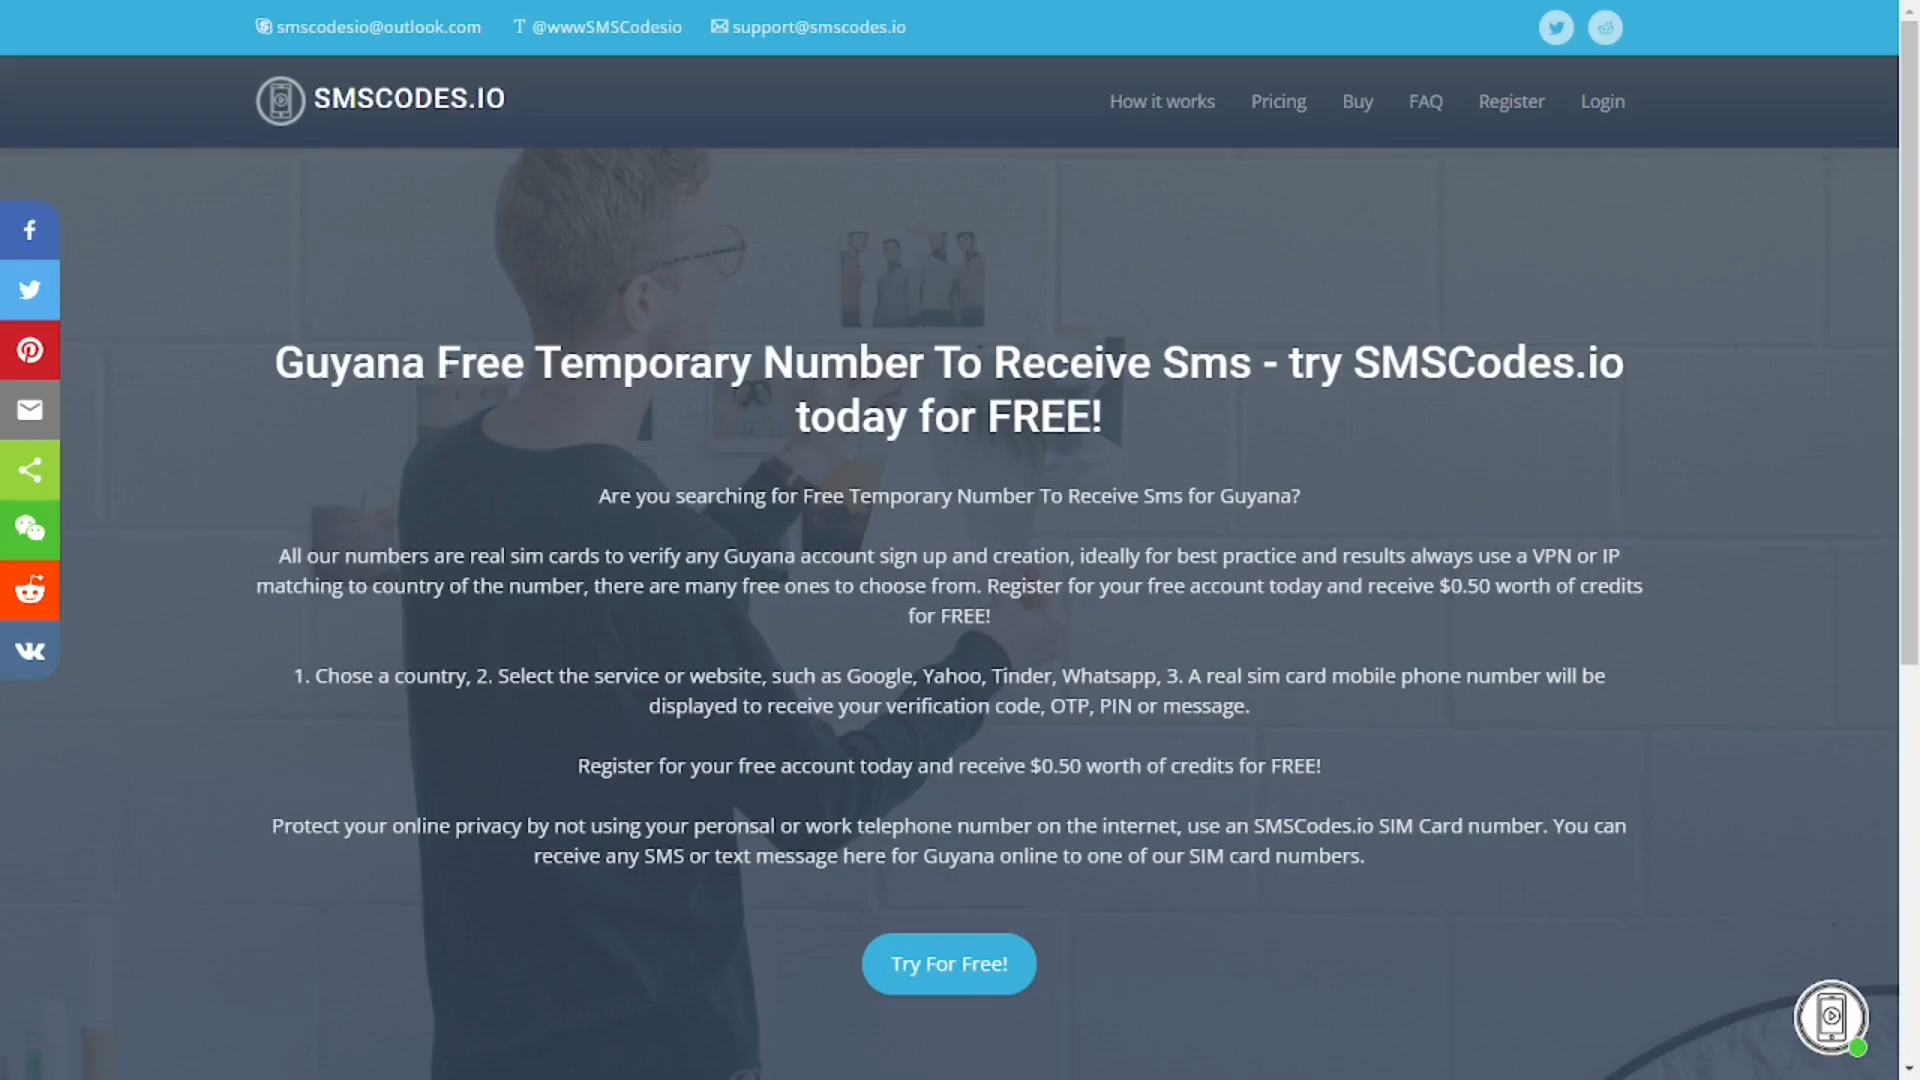 smscodesio@outlook.com @wwwSMSCodesio support@smscodes.io
SMSCODES.IO
How it works Pricing Buy FAQ Register Login
Guyana Free Temporary Number To Receive Sms - try SMSCodes.io
today for FREE!
Are you searching for Free Temporary Number To Receive Sms for Guyana?
All our numbers are real sim cards to verify any Guyana account sign up and creation, ideally for best practice and results always use a VPN or IP
matching to country of the number, there are many free ones to choose from. Register for your free account today and receive $0.50 worth of credits
for FREE!
1. Chose a country, 2. Select the service or website, such as Google, Yahoo, Tinder, Whatsapp, 3. A real sim card mobile phone number will be
displayed to receive your verification code, OTP, PIN or message.
Register for your free account today and receive $0.50 worth of credits for FREE!
Protect your online privacy by not using your peronsal or work telephone number on the internet, use an SMSCodes.io SIM Card number. You can
receive any SMS or text message here for Guyana online to one of our SIM card numbers.
Try For Free!